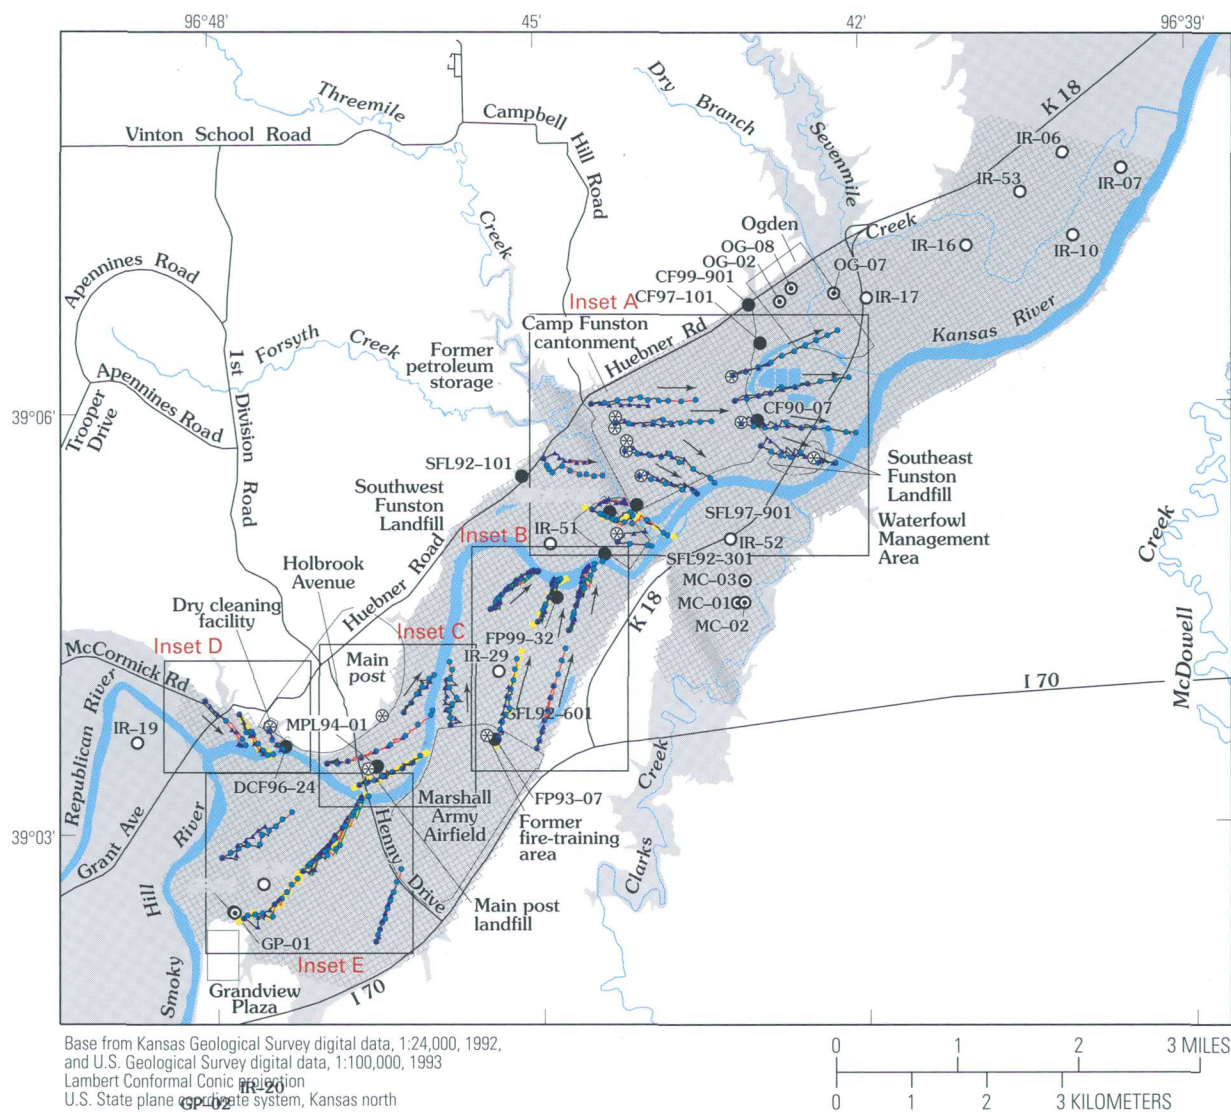 96°48'
45'
42'
96°39'
Threemile
Dry Branch
K 18
Campbell
Vinton School Road
Hill Road
Sevenmile
IR–06
IR–53
IR–07
Creek
Ogden
Creek
OG–08
IR–16
IR–10
OG–02
Apennines Road
CF99–901
OG–07
CF97–101
IR–17
Inset A
Camp Funston
cantonment
Huebner Rd
Kansas River
Forsyth Creek
Former
petroleum
storage
1st Division Road
39°06'
Trooper
Drive
Apennines Road
CF90–07
SFL92–101
Southeast
Funston
Landfill
Southwest
Funston
Landfill
SFL97–901
Waterfowl
Management
Area
IR–51
Inset B
IR–52
Creek
Holbrook
Avenue
Huebner Road
SFL92–301
MC–03
MC–01
MC–02
Dry cleaning
facility
K 18
Inset D
Inset C
FP99–32
McCormick Rd
Main
post
IR–29
McDowell
I 70
Republican River
IR–19
MPL94–01
SFL92–601
DCF96–24
Creek
FP93–07
Marshall
Army
Airfield
Former
fire-training
area
39°03'
River
Grant Ave
Henny Drive
Clarks
Hill
Main post
landfill
GP–01
Inset E
Smoky
Grandview
Plaza
I 70
Base from Kansas Geological Survey digital data, 1:24,000, 1992,
and U.S. Geological Survey digital data, 1:100,000, 1993
Lambert Conformal Conic projection
IR–20
U.S. State plane coordinate system, Kansas north
GP–02
0 1 2 3 MILES
0 1 2 3 KILOMETERS